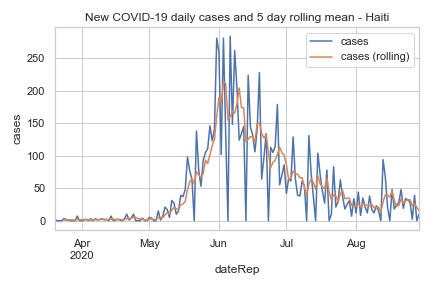 New COVID-19 daily cases and 5 day rolling mean - Haiti
cases
cases (rolling)
250
200
150
100
50
0
cases
Apr
2020
May
Jun
Jul
Aug
dateRep